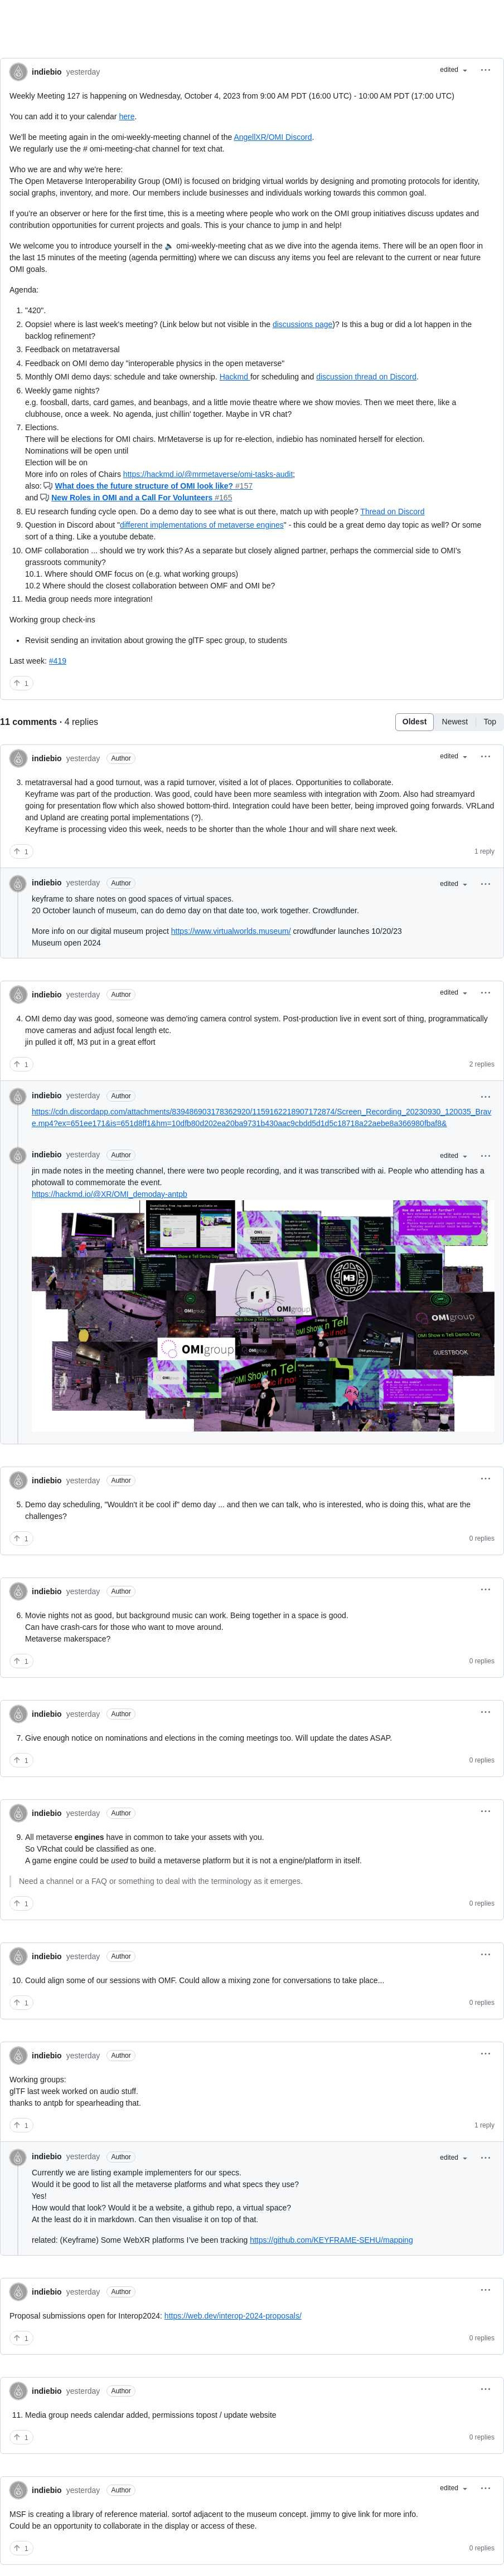 indiebio yesterday edited
Weekly Meeting 127 is happening on Wednesday, October 4, 2023 from 9:00 AM PDT (16:00 UTC) - 10:00 AM PDT (17:00 UTC)
You can add it to your calendar here.
We'll be meeting again in the omi-weekly-meeting channel of the AngellXR/OMI Discord.
We regularly use the # omi-meeting-chat channel for text chat.
Who we are and why we're here:
The Open Metaverse Interoperability Group (OMI) is focused on bridging virtual worlds by designing and promoting protocols for identity,
social graphs, inventory, and more. Our members include businesses and individuals working towards this common goal.
If you're an observer or here for the first time, this is a meeting where people who work on the OMI group initiatives discuss updates and
contribution opportunities for current projects and goals. This is your chance to jump in and help!
We welcome you to introduce yourself in the 🔈 omi-weekly-meeting chat as we dive into the agenda items. There will be an open floor in
the last 15 minutes of the meeting (agenda permitting) where we can discuss any items you feel are relevant to the current or near future
OMI goals.
Agenda:
1. "420".
2. Oopsie! where is last week's meeting? (Link below but not visible in the discussions page)? Is this a bug or did a lot happen in the
backlog refinement?
3. Feedback on metatraversal
4. Feedback on OMI demo day "interoperable physics in the open metaverse"
5. Monthly OMI demo days: schedule and take ownership. Hackmd for scheduling and discussion thread on Discord.
6. Weekly game nights?
e.g. foosball, darts, card games, and beanbags, and a little movie theatre where we show movies. Then we meet there, like a
clubhouse, once a week. No agenda, just chillin' together. Maybe in VR chat?
7. Elections.
There will be elections for OMI chairs. MrMetaverse is up for re-election, indiebio has nominated herself for election.
Nominations will be open until
Election will be on
More info on roles of Chairs https://hackmd.io/@mrmetaverse/omi-tasks-audit;
also: What does the future structure of OMI look like? #157
and New Roles in OMI and a Call For Volunteers #165
8. EU research funding cycle open. Do a demo day to see what is out there, match up with people? Thread on Discord
9. Question in Discord about "different implementations of metaverse engines" - this could be a great demo day topic as well? Or some
sort of a thing. Like a youtube debate.
10. OMF collaboration ... should we try work this? As a separate but closely aligned partner, perhaps the commercial side to OMI's
grassroots community?
10.1. Where should OMF focus on (e.g. what working groups)
10.2 Where should the closest collaboration between OMF and OMI be?
11. Media group needs more integration!
Working group check-ins
• Revisit sending an invitation about growing the glTF spec group, to students
Last week: #419
1
11 comments · 4 replies Oldest Newest Top
indiebio yesterday Author edited
3. metatraversal had a good turnout, was a rapid turnover, visited a lot of places. Opportunities to collaborate.
Keyframe was part of the production. Was good, could have been more seamless with integration with Zoom. Also had streamyard
going for presentation flow which also showed bottom-third. Integration could have been better, being improved going forwards. VRLand
and Upland are creating portal implementations (?).
Keyframe is processing video this week, needs to be shorter than the whole 1hour and will share next week.
1 1 reply
indiebio yesterday Author edited
keyframe to share notes on good spaces of virtual spaces.
20 October launch of museum, can do demo day on that date too, work together. Crowdfunder.
More info on our digital museum project https://www.virtualworlds.museum/ crowdfunder launches 10/20/23
Museum open 2024
indiebio yesterday Author edited
4. OMI demo day was good, someone was demo'ing camera control system. Post-production live in event sort of thing, programmatically
move cameras and adjust focal length etc.
jin pulled it off, M3 put in a great effort
1 2 replies
indiebio yesterday Author
https://cdn.discordapp.com/attachments/839486903178362920/1159162218907172874/Screen_Recording_20230930_120035_Brav
e.mp4?ex=651ee171&is=651d8ff1&hm=10dfb80d202ea20ba9731b430aac9cbdd5d1d5c18718a22aebe8a366980fbaf8&
indiebio yesterday Author edited
jin made notes in the meeting channel, there were two people recording, and it was transcribed with ai. People who attending has a
photowall to commemorate the event.
https://hackmd.io/@XR/OMI_demoday-antpb
How do we do it further?
OMI Show n Tell Demo Day
M3
OMIgroup
OMIgroup
OMI Show n Tell Demo Day
GUESTBOOK
OMIgroup
indiebio yesterday Author
5. Demo day scheduling, "Wouldn't it be cool if" demo day ... and then we can talk, who is interested, who is doing this, what are the
challenges?
1 0 replies
indiebio yesterday Author
6. Movie nights not as good, but background music can work. Being together in a space is good.
Can have crash-cars for those who want to move around.
Metaverse makerspace?
1 0 replies
indiebio yesterday Author
7. Give enough notice on nominations and elections in the coming meetings too. Will update the dates ASAP.
1 0 replies
indiebio yesterday Author
9. All metaverse engines have in common to take your assets with you.
So VRchat could be classified as one.
A game engine could be used to build a metaverse platform but it is not a engine/platform in itself.
Need a channel or a FAQ or something to deal with the terminology as it emerges.
1 0 replies
indiebio yesterday Author
10. Could align some of our sessions with OMF. Could allow a mixing zone for conversations to take place...
1 0 replies
indiebio yesterday Author
Working groups:
glTF last week worked on audio stuff.
thanks to antpb for spearheading that.
1 1 reply
indiebio yesterday Author edited
Currently we are listing example implementers for our specs.
Would it be good to list all the metaverse platforms and what specs they use?
Yes!
How would that look? Would it be a website, a github repo, a virtual space?
At the least do it in markdown. Can then visualise it on top of that.
related: (Keyframe) Some WebXR platforms I've been tracking https://github.com/KEYFRAME-SEHU/mapping
indiebio yesterday Author
Proposal submissions open for Interop2024: https://web.dev/interop-2024-proposals/
1 0 replies
indiebio yesterday Author
11. Media group needs calendar added, permissions topost / update website
1 0 replies
indiebio yesterday Author edited
MSF is creating a library of reference material. sortof adjacent to the museum concept. jimmy to give link for more info.
Could be an opportunity to collaborate in the display or access of these.
1 0 replies